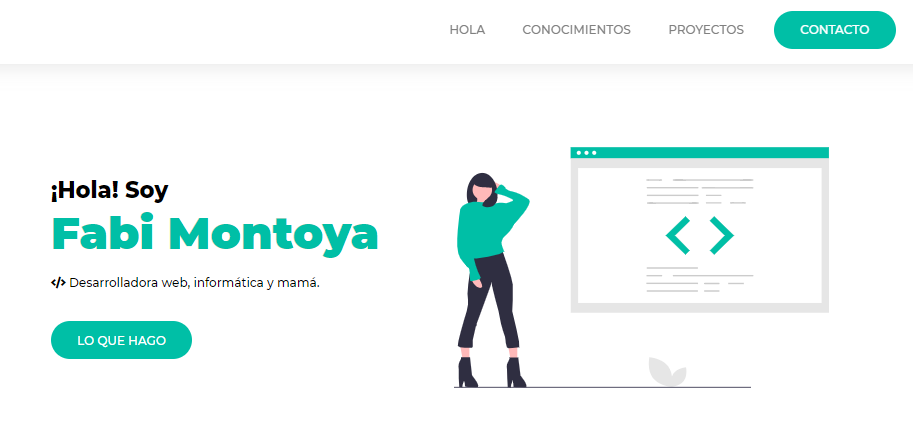 HOLA CONOCIMIENTOS PROYECTOS CONTACTO
¡Hola! Soy
Fabi Montoya
</> Desarrolladora web, informática y mamá.
LO QUE HAGO
< >